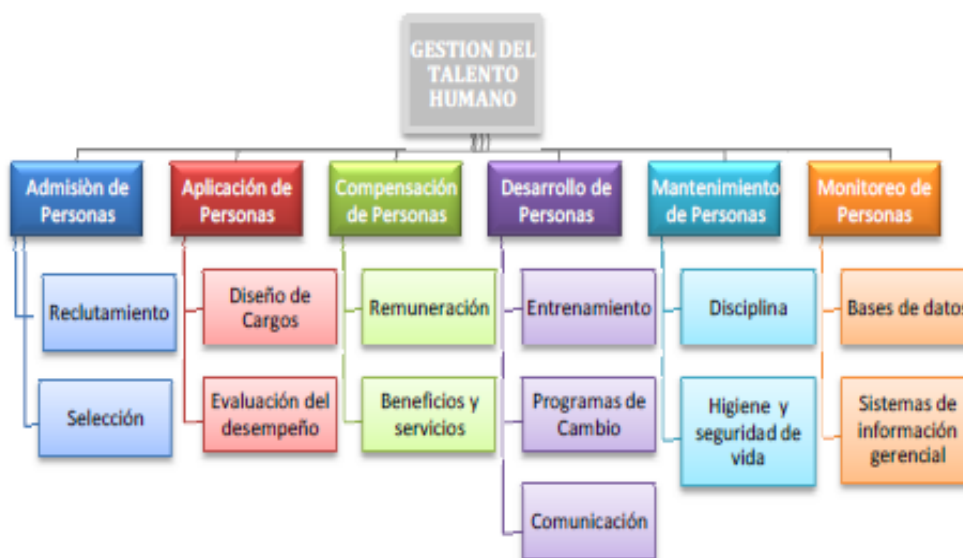 GESTION DEL
TALENTO
HUMANO
Admisiòn de
Personas
Aplicación de
Personas
Compensación
de Personas
Desarrollo de
Personas
Mantenimiento
de Personas
Monitoreo de
Personas
Reclutamiento
Diseño de
Cargos
Remuneración
Entrenamiento
Disciplina
Bases de datos
Selección
Evaluación del
desempeño
Beneficios y
servicios
Programas de
Cambio
Higiene y
seguridad de
vida
Sistemas de
información
gerencial
Comunicación